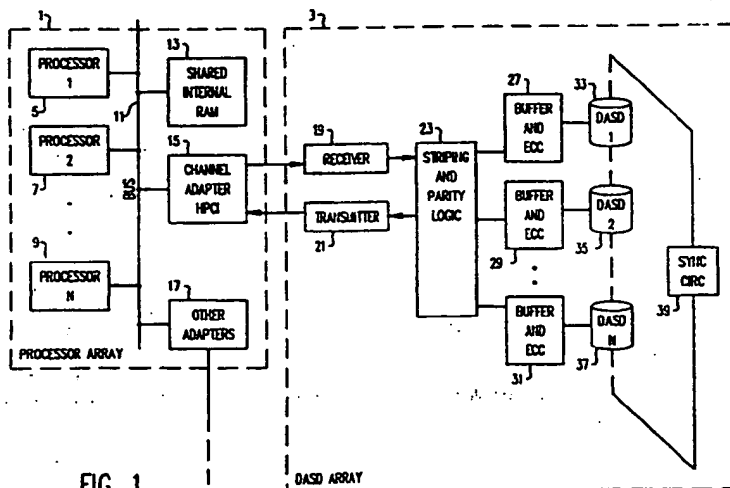 1
PROCESSOR
1
5
PROCESSOR
2
7
9
PROCESSOR
N
PROCESSOR ARRAY
11
BUS
13
SHARED
INTERNAL
RAM
15
CHANNEL
ADAPTER
HPCI
17
OTHER
ADAPTERS
3
19
RECEIVER
TRANSMITTER
21
23
STRIPING
AND
PARITY
LOGIC
27
BUFFER
AND
ECC
BUFFER
AND
ECC
29
BUFFER
AND
ECC
31
33
DASD
1
DASD
2
35
DASD
N
37
SYNC
CIRC
39
DASD ARRAY
FIG. 1